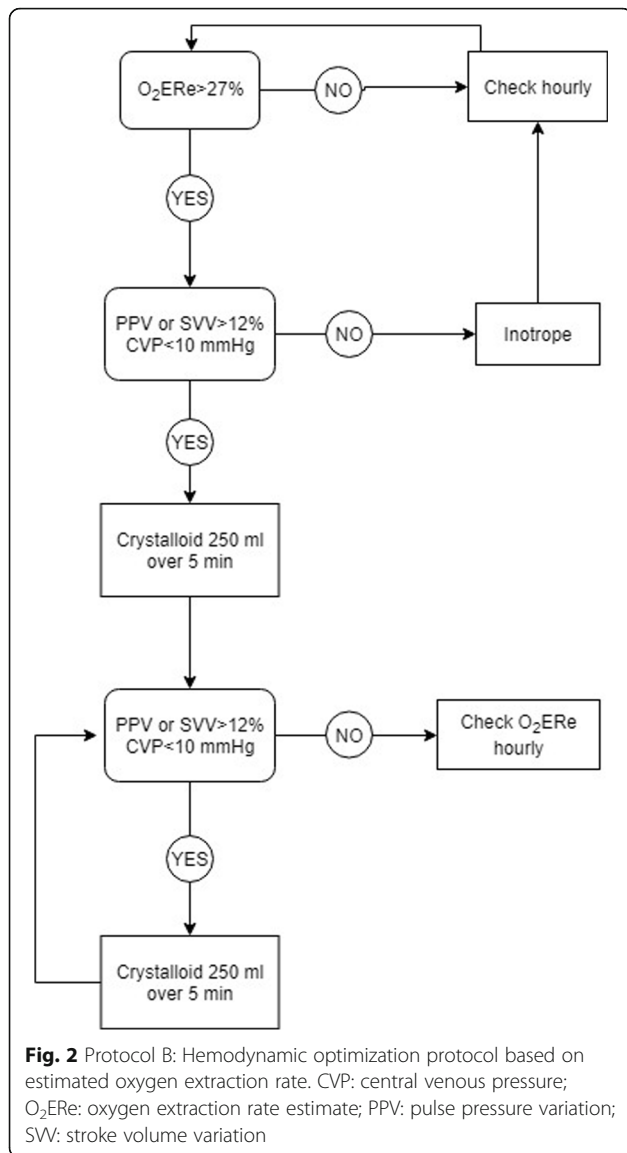 O₂ERe>27%
NO
Check hourly
YES
PPV or SVV>12%
CVP<10 mmHg
NO
Inotrope
YES
Crystalloid 250 ml
over 5 min
PPV or SVV>12%
CVP<10 mmHg
NO
Check O₂ERe
hourly
YES
Crystalloid 250 ml
over 5 min
Fig. 2 Protocol B: Hemodynamic optimization protocol based on
estimated oxygen extraction rate. CVP: central venous pressure;
O₂ERe: oxygen extraction rate estimate; PPV: pulse pressure variation;
SVV: stroke volume variation